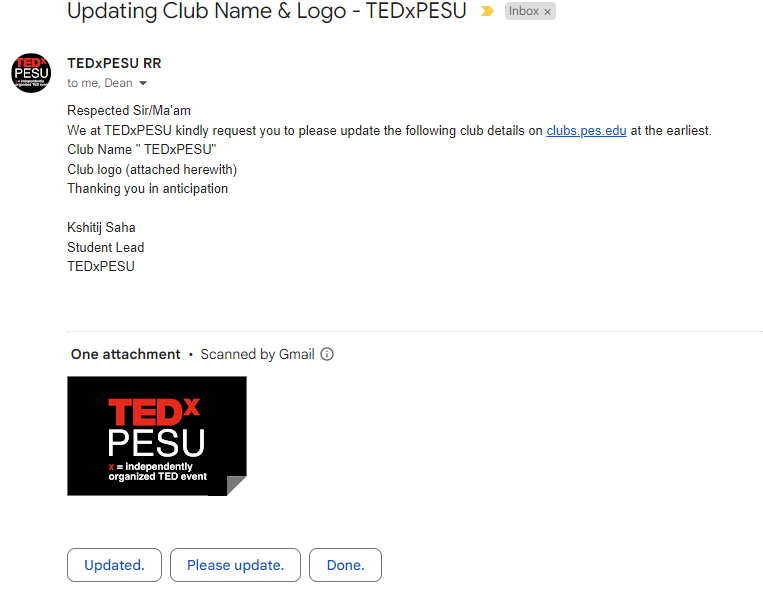 Updating Club Name & Logo - TEDxPESU Inbox ×
TEDxPESU RR
to me, Dean
Respected Sir/Ma'am
We at TEDxPESU kindly request you to please update the following club details on clubs.pes.edu at the earliest.
Club Name " TEDxPESU"
Club logo (attached herewith)
Thanking you in anticipation
Kshitij Saha
Student Lead
TEDxPESU
One attachment • Scanned by Gmail
TEDx
PESU
x = independently
organized TED event
Updated. Please update. Done.